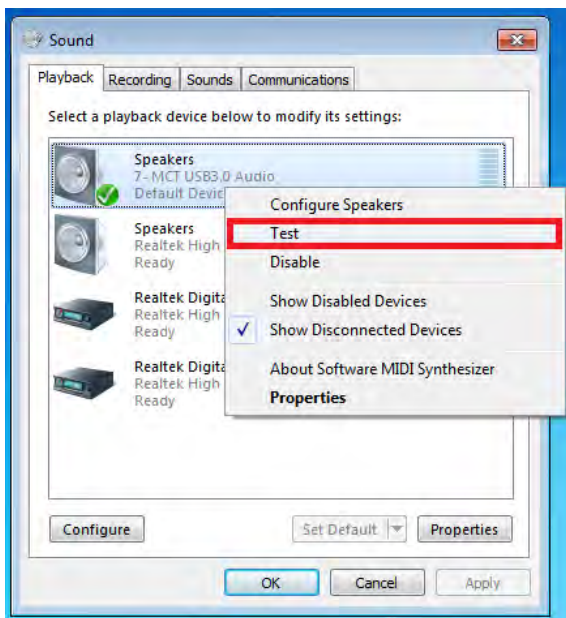 Sound
Playback Recording Sounds Communications
Select a playback device below to modify its settings:
Speakers
7- MCT USB3.0 Audio
Default Devic
Speakers
Realtek High
Ready
Realtek Digita
Realtek High
Ready
Realtek Digita
Realtek High
Ready
Configure Speakers
Test
Disable
Show Disabled Devices
Show Disconnected Devices
About Software MIDI Synthesizer
Properties
Configure Set Default Properties
OK Cancel Apply